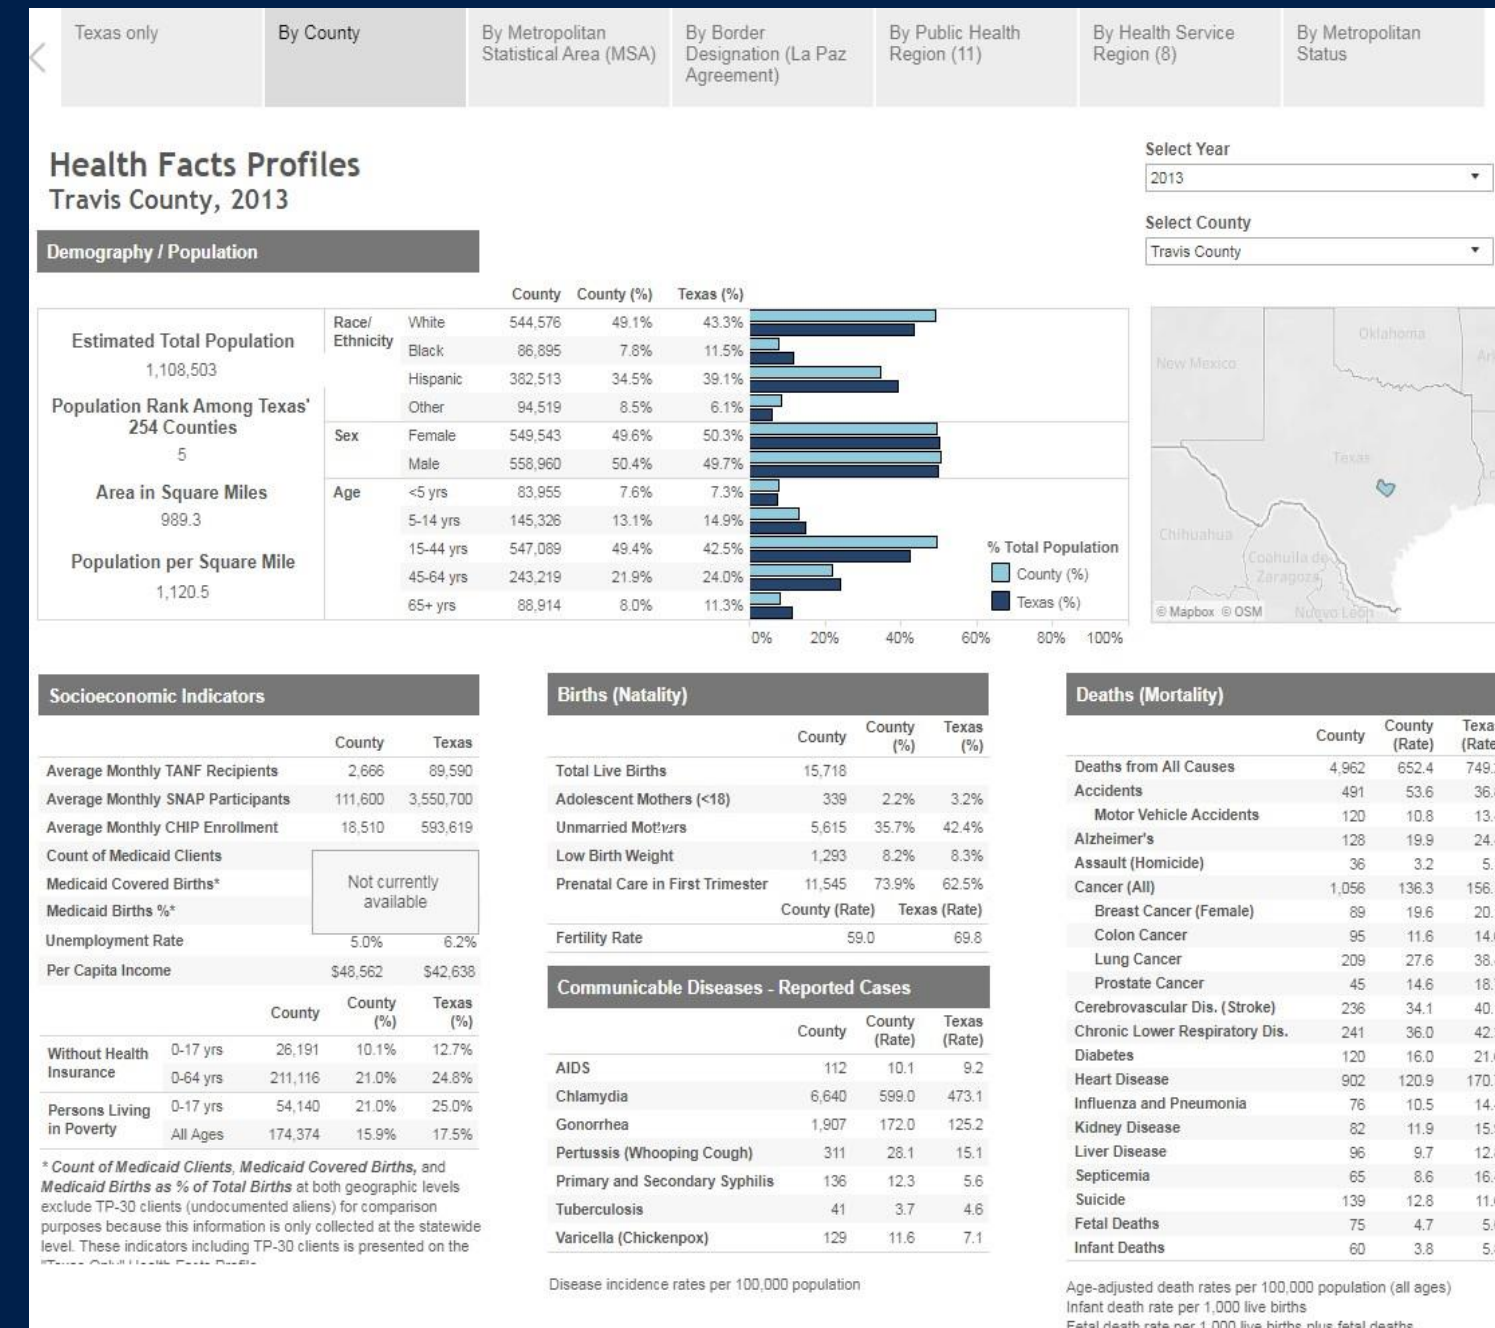 Texas only
By County
By Metropolitan
Statistical Area (MSA)
By Border
Designation (La Paz
Agreement)
By Public Health
Region (11)
By Health Service
Region (8)
By Metropolitan
Status
Health Facts Profiles
Travis County, 2013
Select Year
2013
Select County
Travis County
Demography / Population
Estimated Total Population
1,108,503
Population Rank Among Texas'
254 Counties
5
Area in Square Miles
989.3
Population per Square Mile
1,120.5
County County (%) Texas (%)
Race/
Ethnicity
White 544,576 49.1% 43.3%
Black 86,895 7.8% 11.5%
Hispanic 382,513 34.5% 39.1%
Other 94,519 8.5% 6.1%
Sex Female 549,543 49.6% 50.3%
Male 558,960 50.4% 49.7%
Age <5 yrs 83,955 7.6% 7.3%
5-14 yrs 145,326 13.1% 14.9%
15-44 yrs 547,089 49.4% 42.5%
45-64 yrs 243,219 21.9% 24.0%
65+ yrs 88,914 8.0% 11.3%
% Total Population
County (%)
Texas (%)
0% 20% 40% 60% 80% 100%
Oklahoma
New Mexico
Texas
Chihuahua
Coahuila de
Zaragoza
Nuevo León
© Mapbox © OSM
Socioeconomic Indicators
County Texas
Average Monthly TANF Recipients 2,666 89,590
Average Monthly SNAP Participants 111,600 3,550,700
Average Monthly CHIP Enrollment 18,510 593,619
Count of Medicaid Clients
Medicaid Covered Births*
Medicaid Births %*
Not currently
available
Unemployment Rate 5.0% 6.2%
Per Capita Income $48,562 $42,638
County County (%) Texas (%)
Without Health
Insurance
0-17 yrs 26,191 10.1% 12.7%
0-64 yrs 211,116 21.0% 24.8%
Persons Living
in Poverty
0-17 yrs 54,140 21.0% 25.0%
All Ages 174,374 15.9% 17.5%
* Count of Medicaid Clients, Medicaid Covered Births, and
Medicaid Births as % of Total Births at both geographic levels
exclude TP-30 clients (undocumented aliens) for comparison
purposes because this information is only collected at the statewide
level. These indicators including TP-30 clients is presented on the
"Texas Only" Health Facts Profile
Births (Natality)
County County (%) Texas (%)
Total Live Births 15,718
Adolescent Mothers (<18) 339 2.2% 3.2%
Unmarried Mothers 5,615 35.7% 42.4%
Low Birth Weight 1,293 8.2% 8.3%
Prenatal Care in First Trimester 11,545 73.9% 62.5%
County (Rate) Texas (Rate)
Fertility Rate 59.0 69.8
Communicable Diseases - Reported Cases
County County (Rate) Texas (Rate)
AIDS 112 10.1 9.2
Chlamydia 6,640 599.0 473.1
Gonorrhea 1,907 172.0 125.2
Pertussis (Whooping Cough) 311 28.1 15.1
Primary and Secondary Syphilis 136 12.3 5.6
Tuberculosis 41 3.7 4.6
Varicella (Chickenpox) 129 11.6 7.1
Disease incidence rates per 100,000 population
Deaths (Mortality)
County County (Rate)
Deaths from All Causes 4,962 652.4
Accidents 491 53.6
Motor Vehicle Accidents 120 10.8
Alzheimer's 128 19.9
Assault (Homicide) 36 3.2
Cancer (All) 1,056 136.3
Breast Cancer (Female) 89 19.6
Colon Cancer 95 11.6
Lung Cancer 209 27.6
Prostate Cancer 45 14.6
Cerebrovascular Dis. (Stroke) 236 34.1
Chronic Lower Respiratory Dis. 241 36.0
Diabetes 120 16.0
Heart Disease 902 120.9
Influenza and Pneumonia 76 10.5
Kidney Disease 82 11.9
Liver Disease 96 9.7
Septicemia 65 8.6
Suicide 139 12.8
Fetal Deaths 75 4.7
Infant Deaths 60 3.8
Age-adjusted death rates per 100,000 population (all ages)
Infant death rate per 1,000 live births
Fetal death rate per 1,000 live births plus fetal deaths